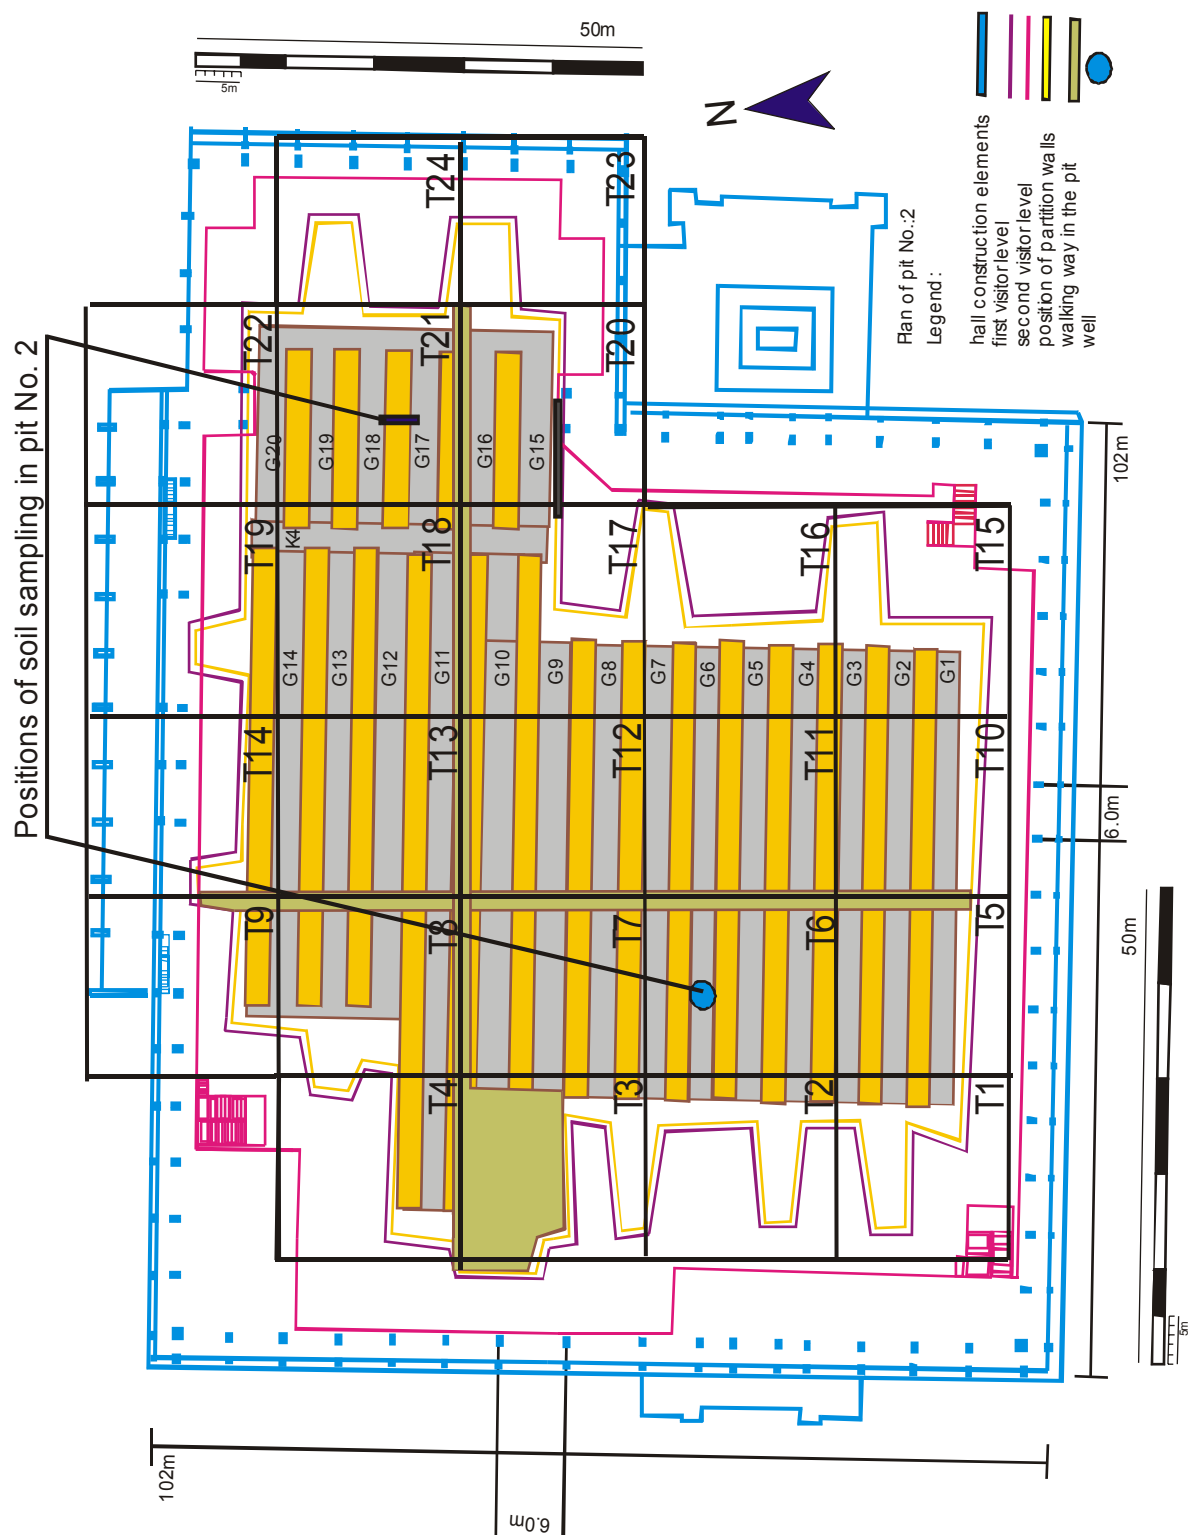 Positions of soil sampling in pit No. 2
50m
5m
N
Plan of pit No.:2
Legend:
hall construction elements
first visitor level
second visitor level
position of partition walls
walking way in the pit
well
T24
T23
T22
T21
T20
G20
G19
G18
G17
G16
G15
T19
K4
T18
T17
T16
T15
G14
G13
G12
G11
G10
G9
G8
G7
G6
G5
G4
G3
G2
G1
T14
T13
T12
T11
T10
T9
T8
T7
T6
T5
T4
T3
T2
T1
102m
6.0m
50m
5m
102m
6.0m